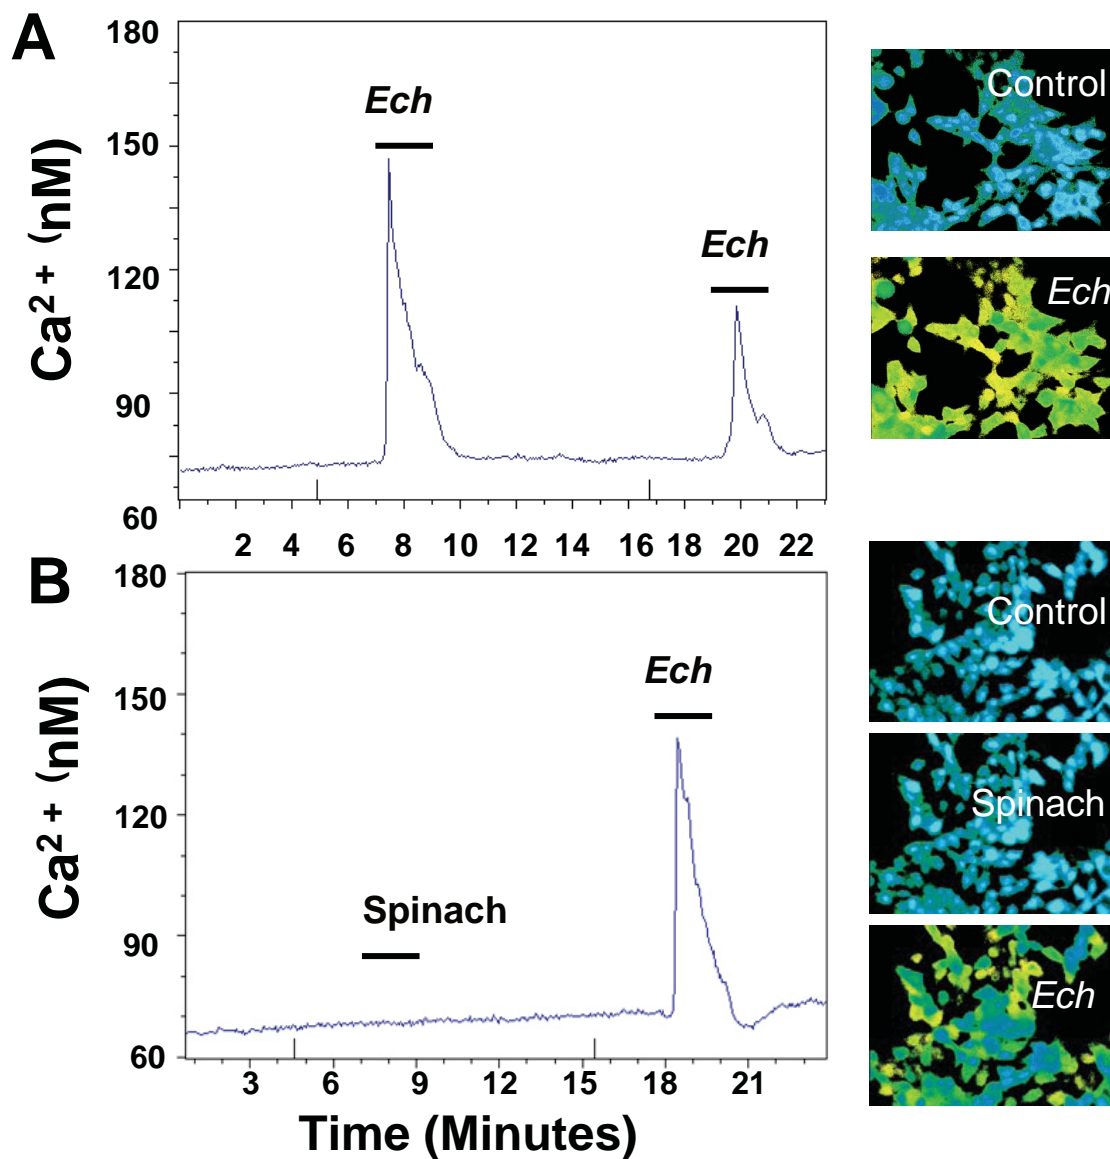 A
Ca2+ (nM)
180
150
120
90
60
Ech
Ech
2 4 6 8 10 12 14 16 18 20 22
Control
Ech
B
Ca2+ (nM)
180
150
120
90
60
Spinach
Ech
3 6 9 12 15 18 21
Time (Minutes)
Control
Spinach
Ech